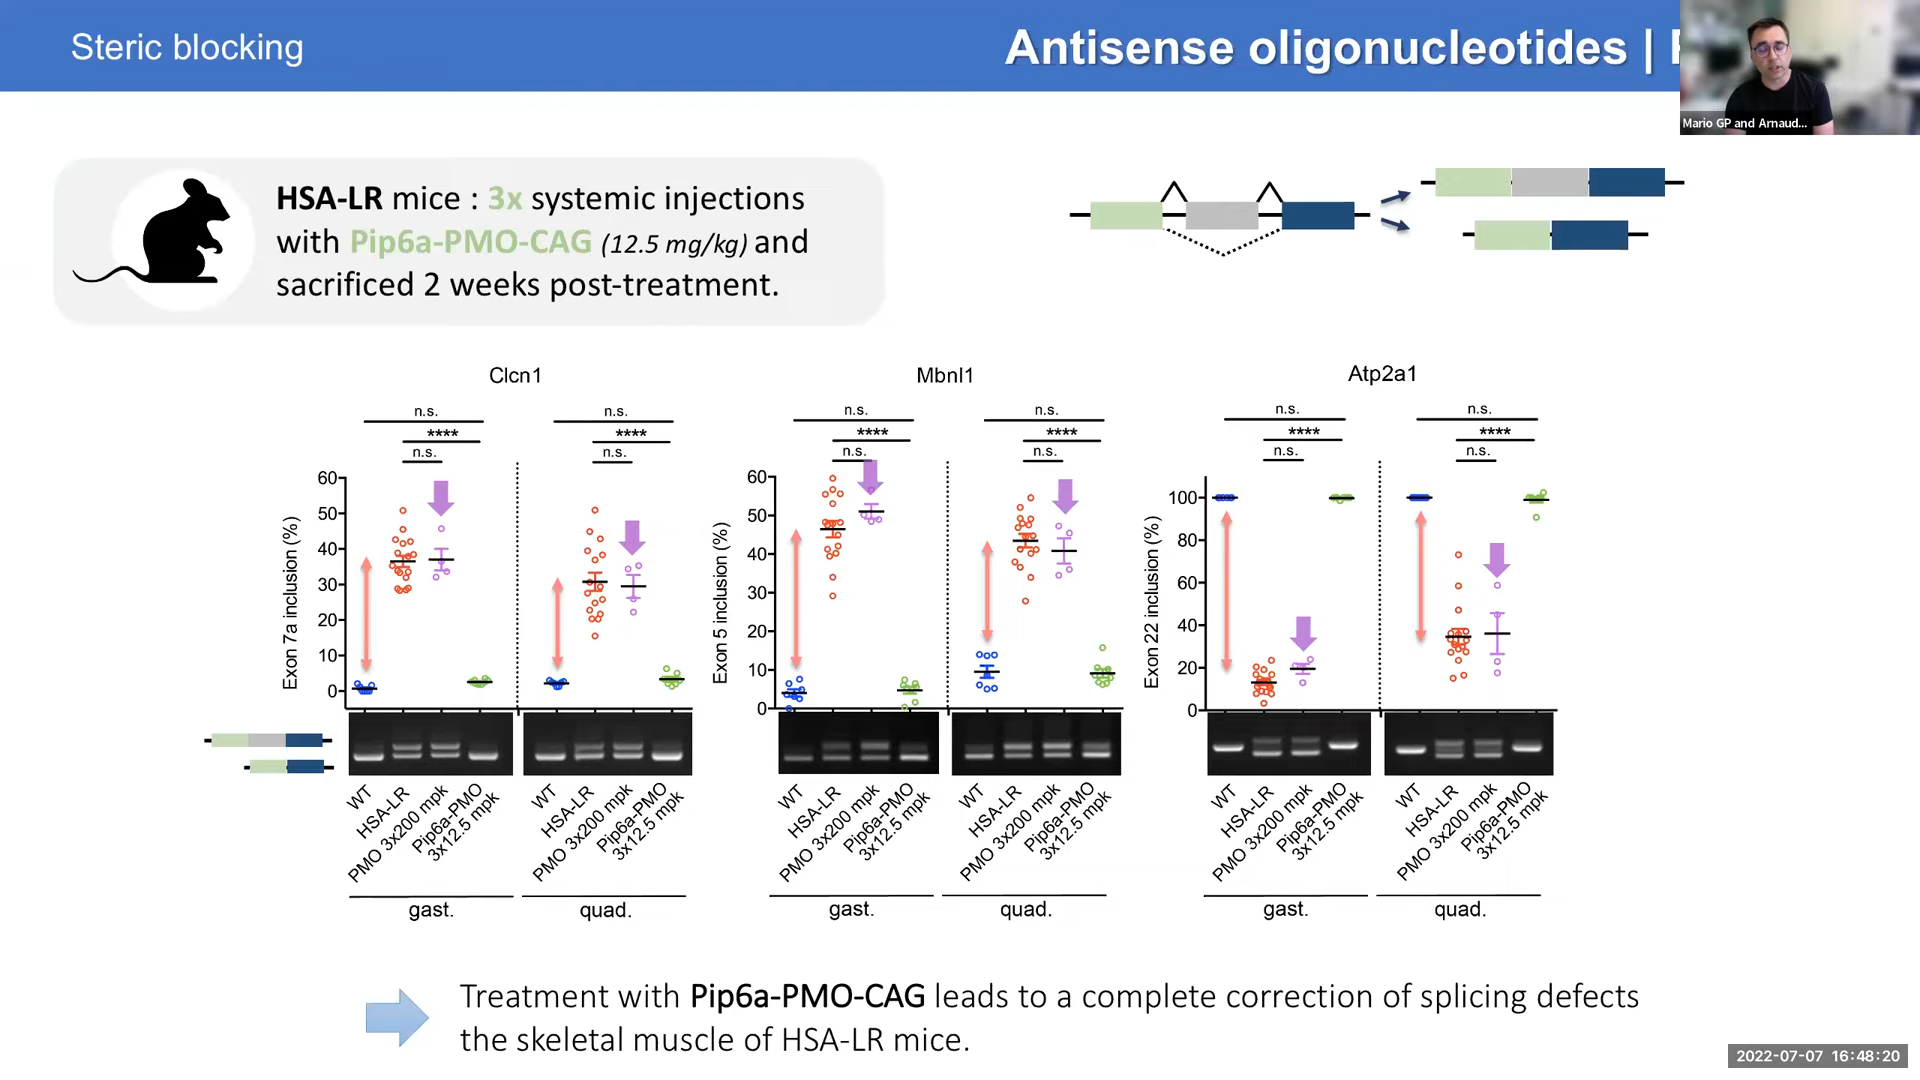 Steric blocking
Antisense oligonucleotides |
Mario GP and Arnaud...
HSA-LR mice : 3x systemic injections
with Pip6a-PMO-CAG (12.5 mg/kg) and
sacrificed 2 weeks post-treatment.
Clcn1
n.s.
****
n.s.
n.s.
****
n.s.
Exon 7a inclusion (%)
60
50
40
30
20
10
0
WT
HSA-LR
PMO 3x200 mpk
Pip6a-PMO
3x12.5 mpk
WT
HSA-LR
PMO 3x200 mpk
Pip6a-PMO
3x12.5 mpk
gast.
quad.
Mbnl1
n.s.
****
n.s.
n.s.
****
n.s.
Exon 5 inclusion (%)
60
50
40
30
20
10
0
WT
HSA-LR
PMO 3x200 mpk
Pip6a-PMO
3x12.5 mpk
WT
HSA-LR
PMO 3x200 mpk
Pip6a-PMO
3x12.5 mpk
gast.
quad.
Atp2a1
n.s.
****
n.s.
n.s.
****
n.s.
Exon 22 inclusion (%)
100
80
60
40
20
0
WT
HSA-LR
PMO 3x200 mpk
Pip6a-PMO
3x12.5 mpk
WT
HSA-LR
PMO 3x200 mpk
Pip6a-PMO
3x12.5 mpk
gast.
quad.
Treatment with Pip6a-PMO-CAG leads to a complete correction of splicing defects
the skeletal muscle of HSA-LR mice.
2022-07-07 16:48:20